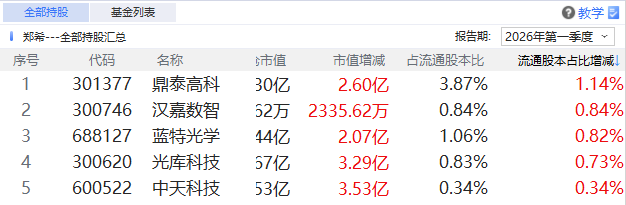 全部持股 基金列表 教学
郑希---全部持股汇总 报告期: 2026年第一季度
序号 代码 名称 市值 市值增减 占流通股本比 流通股本占比增减↓
1 301377 鼎泰高科 30亿 2.60亿 3.87% 1.14%
2 300746 汉嘉数智 62万 2335.62万 0.84% 0.84%
3 688127 蓝特光学 44亿 2.07亿 1.06% 0.82%
4 300620 光库科技 67亿 3.29亿 0.83% 0.73%
5 600522 中天科技 53亿 3.53亿 0.34% 0.34%